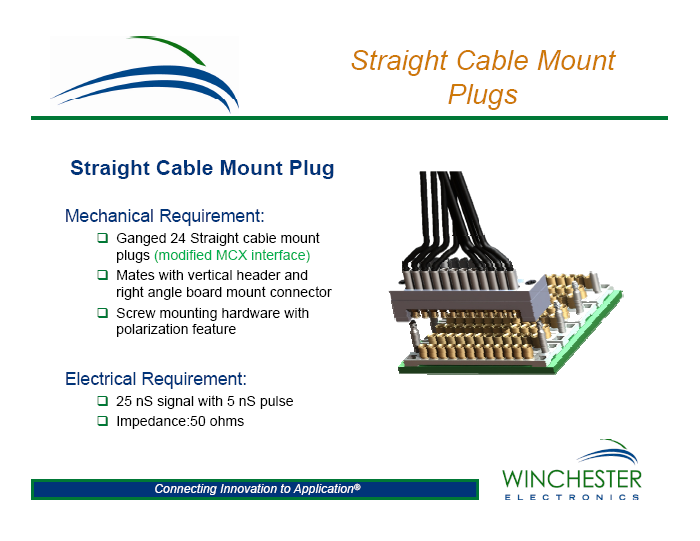 Straight Cable Mount
Plugs
Straight Cable Mount Plug
Mechanical Requirement:
Ganged 24 Straight cable mount
plugs (modified MCX interface)
Mates with vertical header and
right angle board mount connector
Screw mounting hardware with
polarization feature
Electrical Requirement:
25 nS signal with 5 nS pulse
Impedance:50 ohms
Connecting Innovation to Application®
WINCHESTER
ELECTRONICS